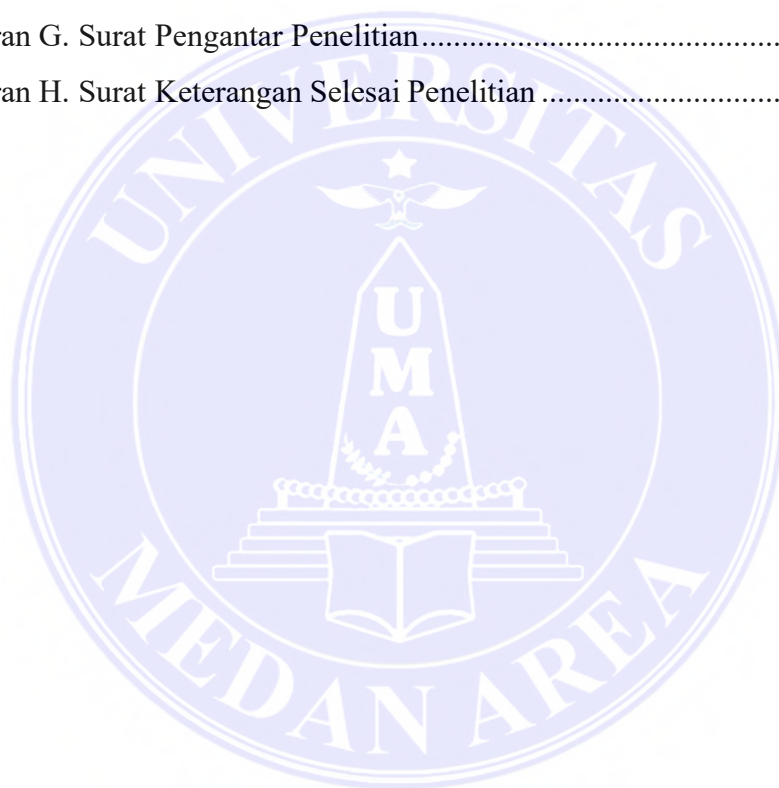 ran G. Surat Pengantar Penelitian................................................
ran H. Surat Keterangan Selesai Penelitian ................................
UNIVERSITAS
U
M
A
MEDAN AREA